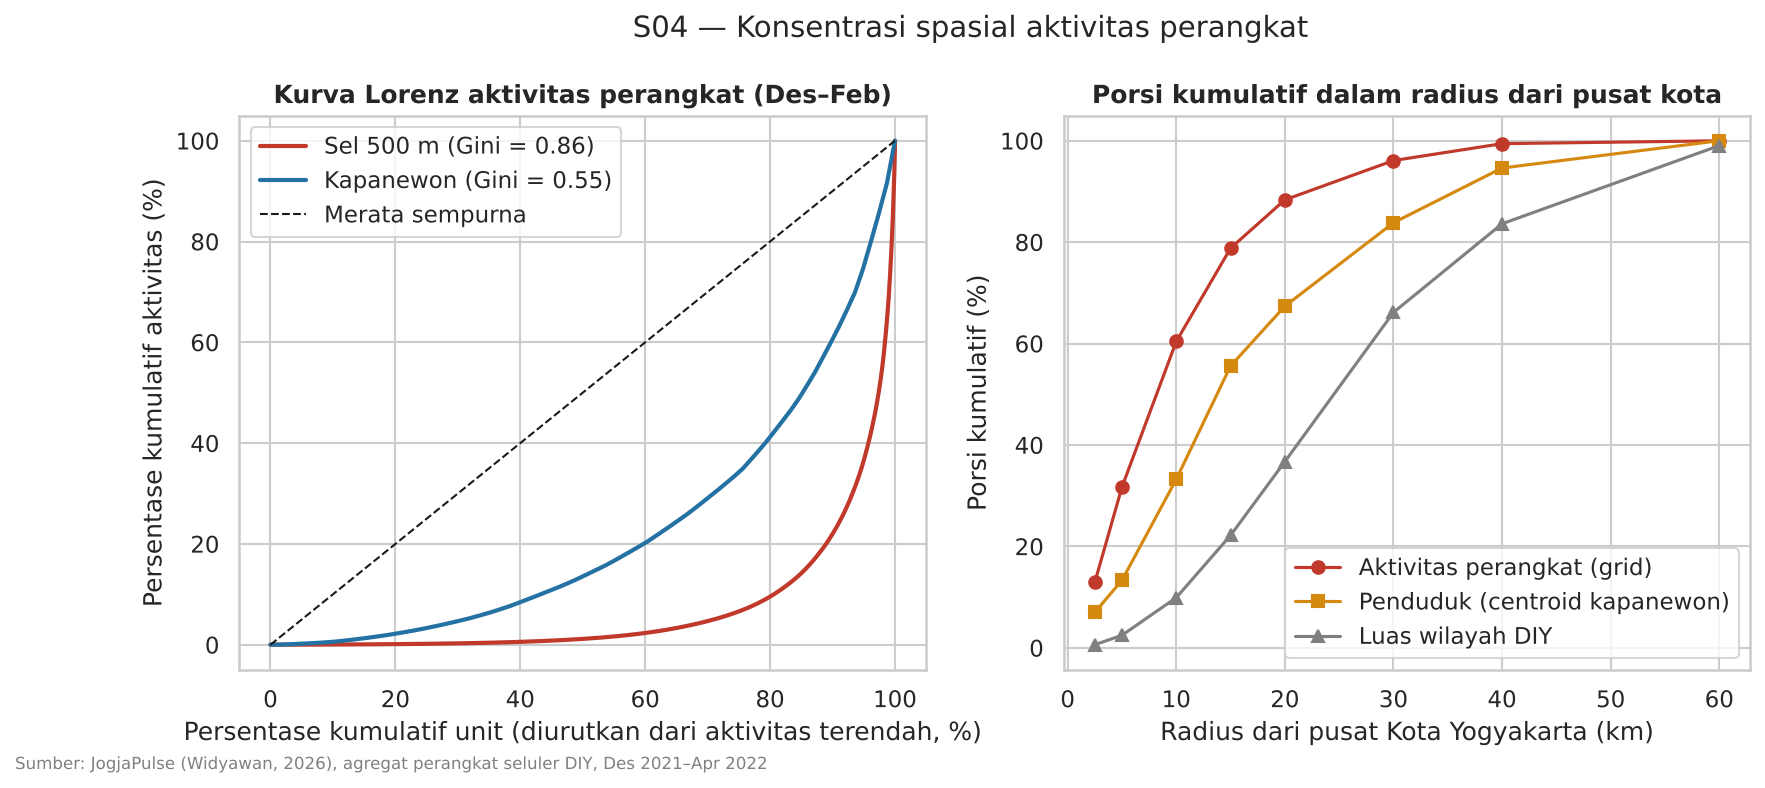 S04 — Konsentrasi spasial aktivitas perangkat
Kurva Lorenz aktivitas perangkat (Des–Feb)
Persentase kumulatif aktivitas (%)
100
80
60
40
20
0
Sel 500 m (Gini = 0.86)
Kapanewon (Gini = 0.55)
Merata sempurna
0 20 40 60 80 100
Persentase kumulatif unit (diurutkan dari aktivitas terendah, %)
Porsi kumulatif dalam radius dari pusat kota
Porsi kumulatif (%)
100
80
60
40
20
0
Aktivitas perangkat (grid)
Penduduk (centroid kapanewon)
Luas wilayah DIY
0 10 20 30 40 50 60
Radius dari pusat Kota Yogyakarta (km)
Sumber: JogjaPulse (Widyawan, 2026), agregat perangkat seluler DIY, Des 2021–Apr 2022